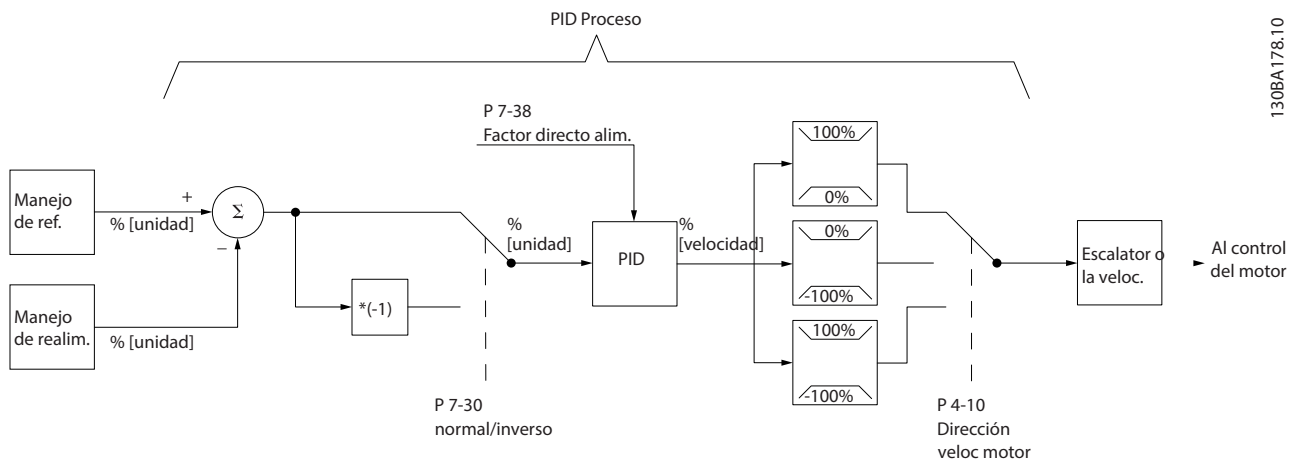 PID Proceso
130BA178.10
P 7-38
Factor directo alim.
100%
0%
Manejo
de ref.
+
% [unidad]
Σ
_
%
[unidad]
PID
%
[velocidad]
0%
-100%
Escalator o
la veloc.
Al control
del motor
*(-1)
Manejo
de realim.
% [unidad]
100%
-100%
P 7-30
normal/inverso
P 4-10
Dirección
veloc motor